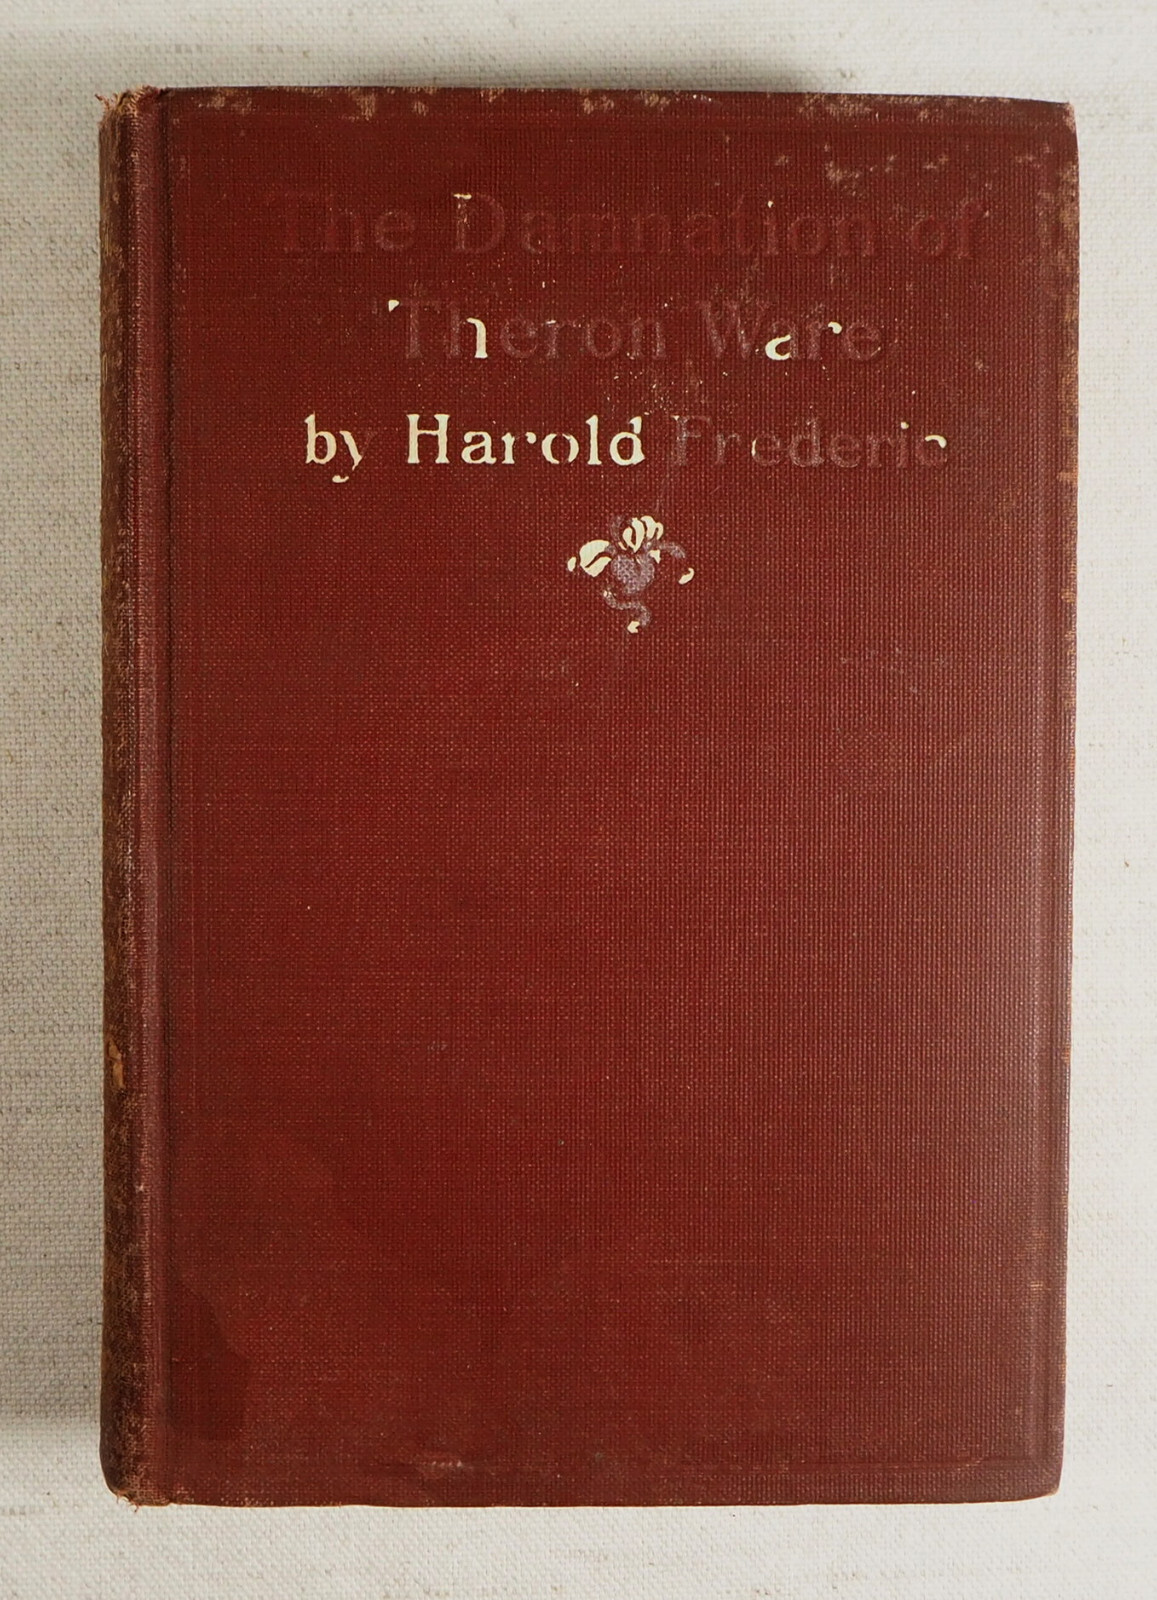 The Damnation of
Theron Ware
by Harold Frederic